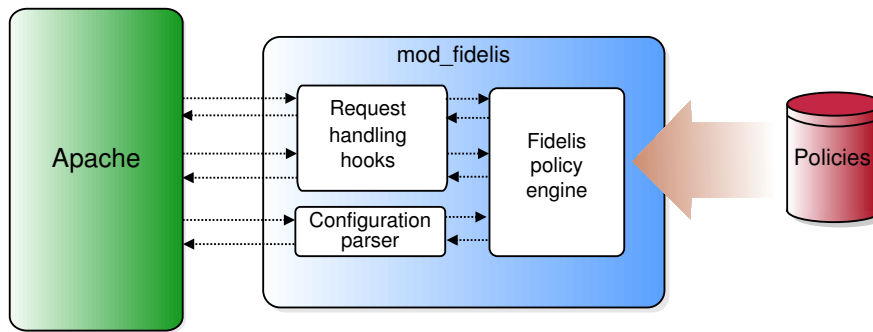 mod_fidelis
Apache
Request
handling
hooks
Configuration
parser
Fidelis
policy
engine
Policies